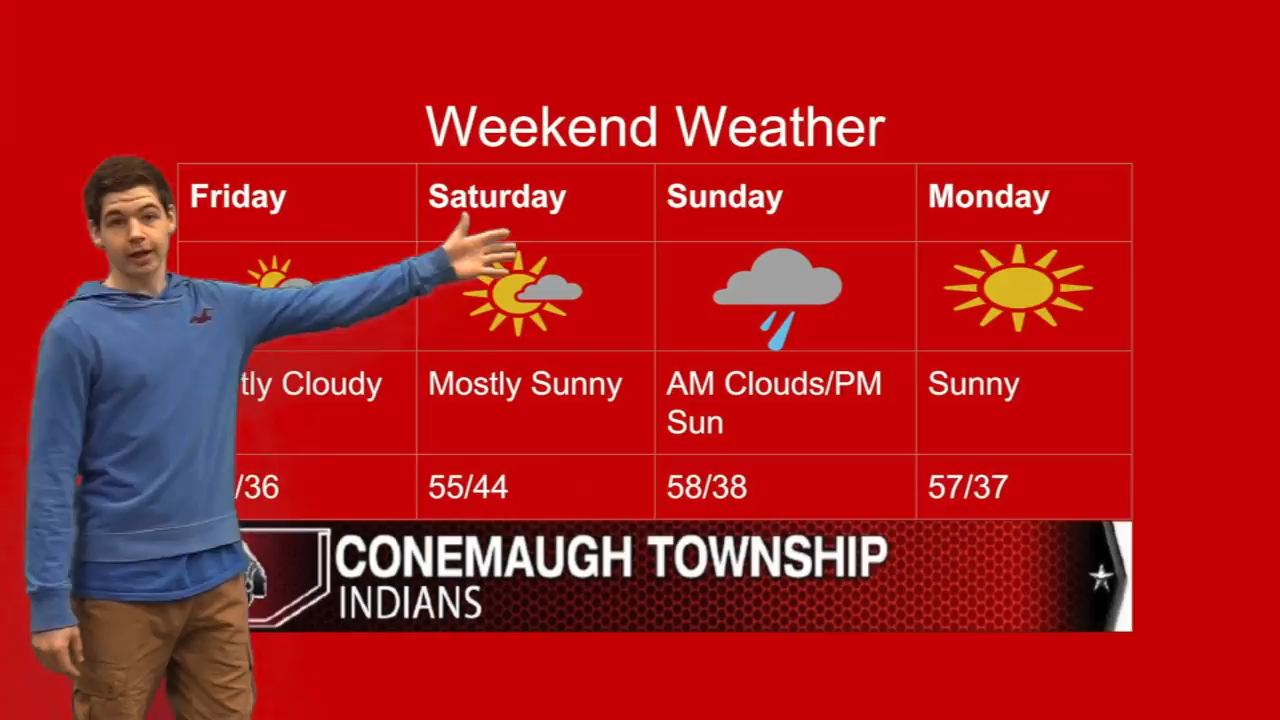 Weekend Weather
Friday Saturday Sunday Monday
tly Cloudy Mostly Sunny AM Clouds/PM Sunny
Sun
/36 55/44 58/38 57/37
CONEMAUGH TOWNSHIP
INDIANS